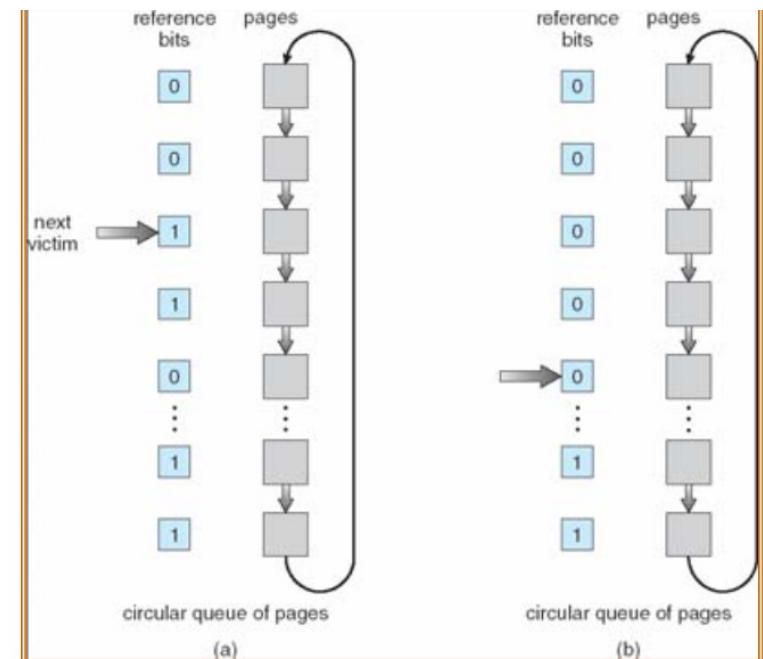 reference pages
bits
0
0
next
victim
1
1
0
1
1
circular queue of pages
(a)
reference pages
bits
0
0
0
0
0
1
1
circular queue of pages
(b)